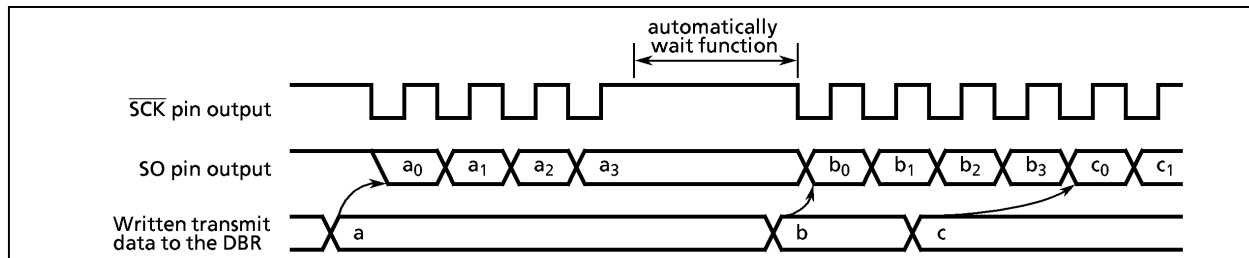 automatically
wait function
SCK pin output
SO pin output
a0 a1 a2 a3 b0 b1 b2 b3 c0 c1
Written transmit
data to the DBR
a b c